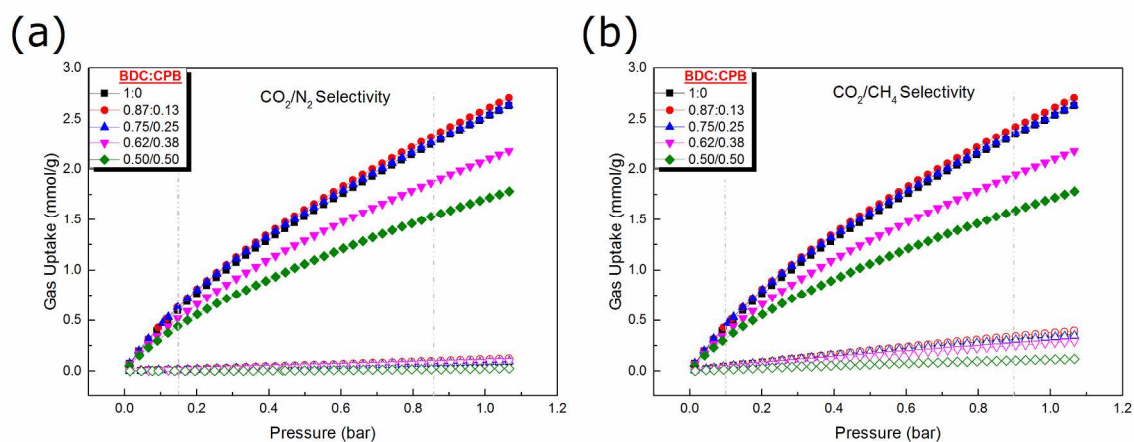 (a)
3.0
2.5
2.0
1.5
1.0
0.5
0.0
Gas Uptake (mmol/g)
BDC:CPB
1:0
0.87:0.13
0.75/0.25
0.62/0.38
0.50/0.50
CO₂/N₂ Selectivity
0.0 0.2 0.4 0.6 0.8 1.0 1.2
Pressure (bar)
(b)
3.0
2.5
2.0
1.5
1.0
0.5
0.0
Gas Uptake (mmol/g)
BDC:CPB
1:0
0.87:0.13
0.75/0.25
0.62/0.38
0.50/0.50
CO₂/CH₄ Selectivity
0.0 0.2 0.4 0.6 0.8 1.0 1.2
Pressure (bar)